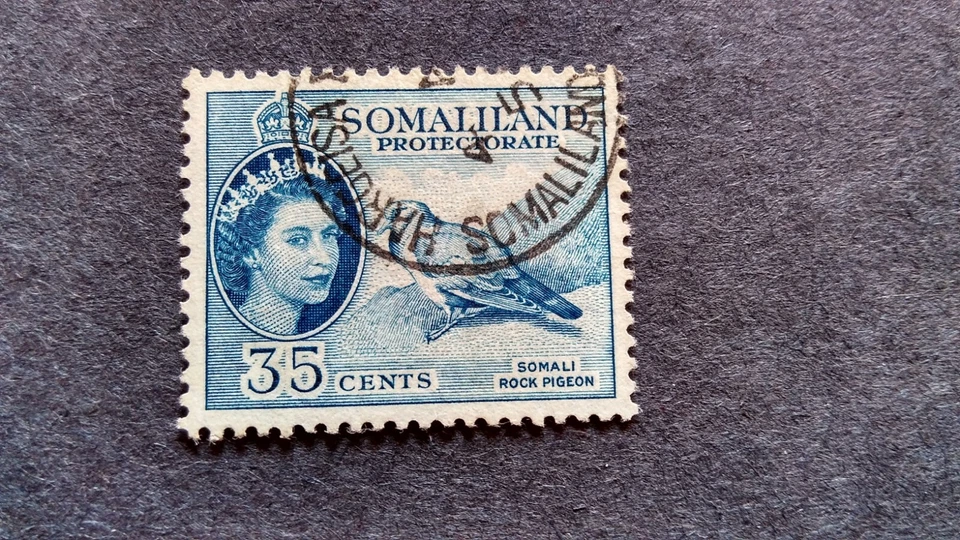 SOMALILAND
PROTECTORATE
HARGEISA SOMALILAND
35 CENTS
SOMALI
ROCK PIGEON